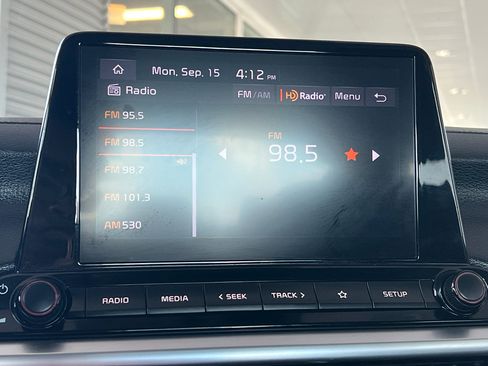 Mon, Sep. 15 4:12 PM
Radio FM/AM HD Radio Menu
FM 95.5
FM 98.5
FM 98.7
FM 101.3
AM 530
FM
98.5
RADIO MEDIA < SEEK TRACK > SETUP